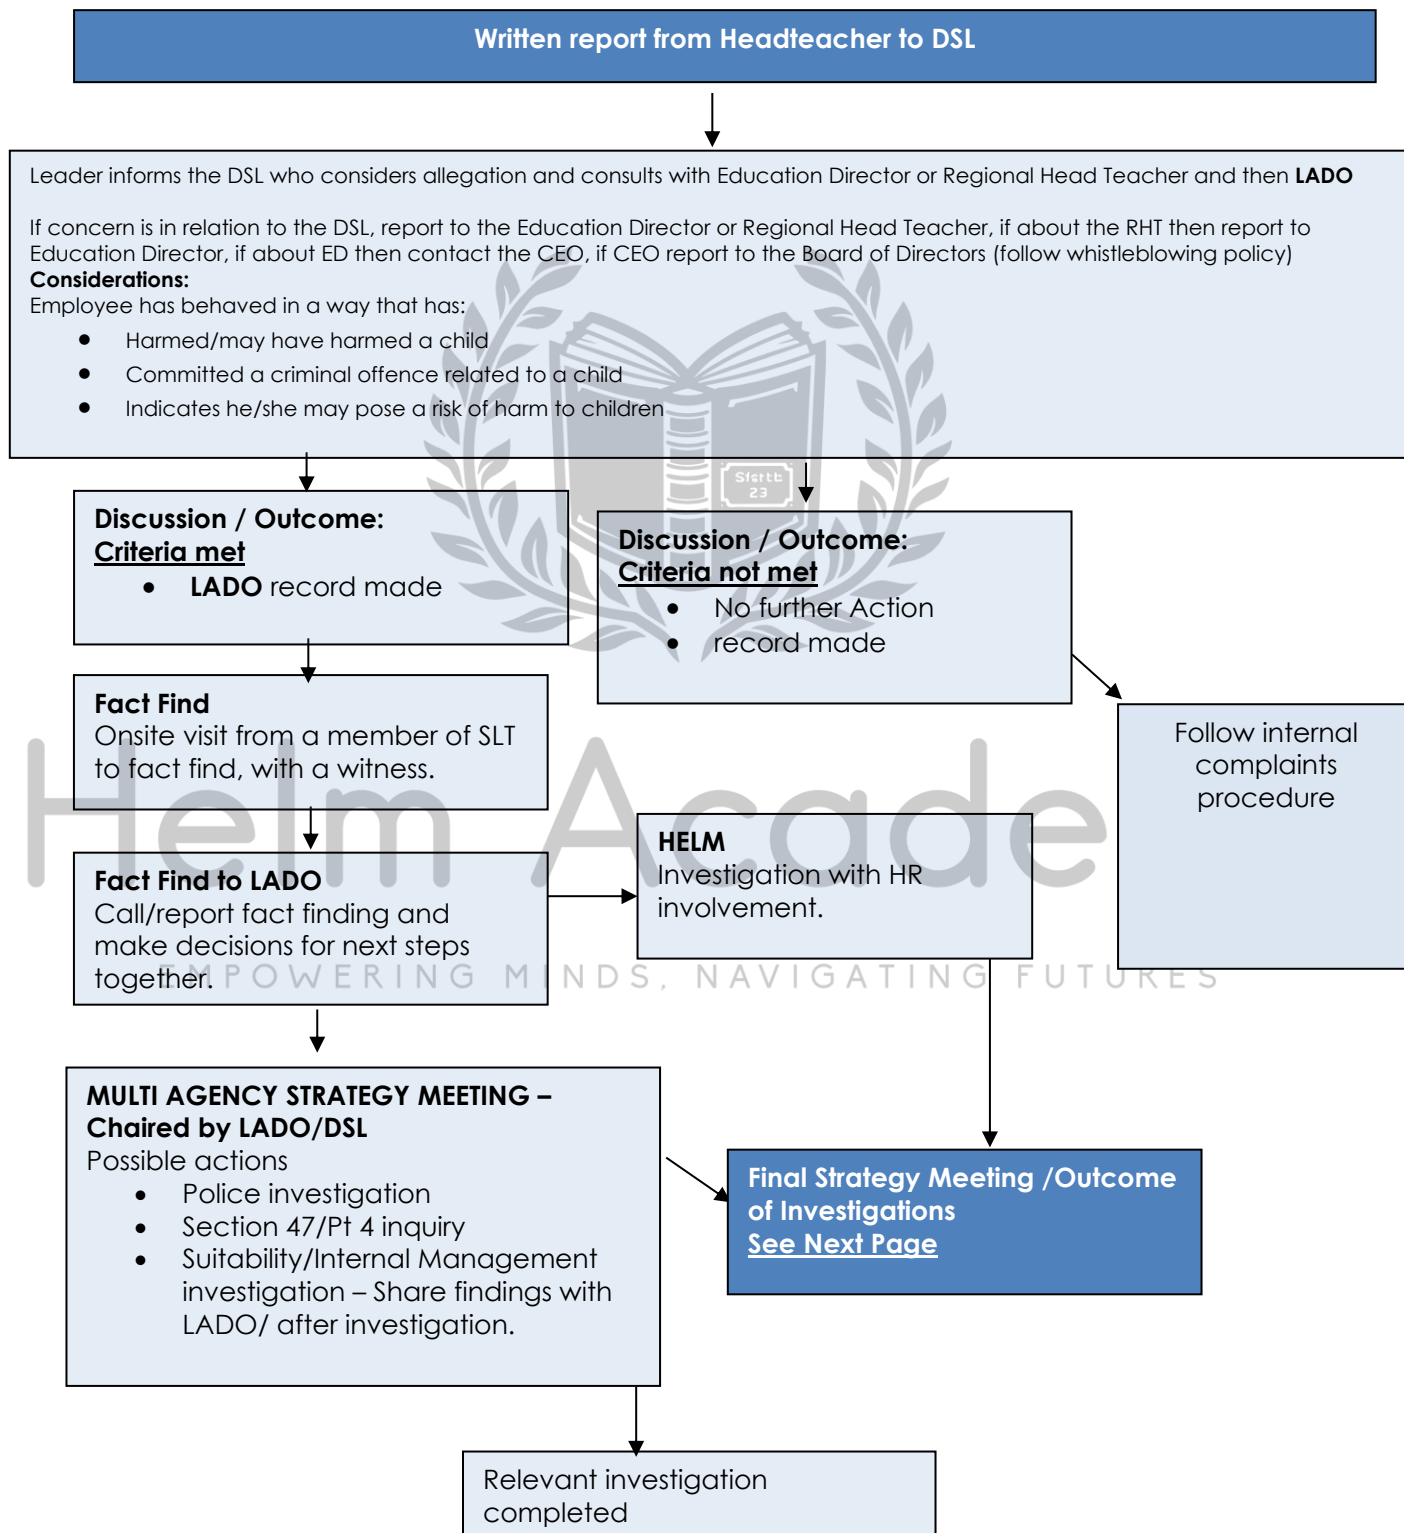 Written report from Headteacher to DSL
Leader informs the DSL who considers allegation and consults with Education Director or Regional Head Teacher and then LADO
If concern is in relation to the DSL, report to the Education Director or Regional Head Teacher, if about the RHT then report to
Education Director, if about ED then contact the CEO, if CEO report to the Board of Directors (follow whistleblowing policy)
Considerations:
Employee has behaved in a way that has:
● Harmed/may have harmed a child
● Committed a criminal offence related to a child
● Indicates he/she may pose a risk of harm to children
Sfsrtt
23
Discussion / Outcome:
Criteria met
● LADO record made
Discussion / Outcome:
Criteria not met
● No further Action
● record made
Fact Find
Onsite visit from a member of SLT
to fact find, with a witness.
Follow internal
complaints
procedure
Helm Acade
Fact Find to LADO
Call/report fact finding and
make decisions for next steps
together.
HELM
Investigation with HR
involvement.
EMPOWERING MINDS, NAVIGATING FUTURES
MULTI AGENCY STRATEGY MEETING –
Chaired by LADO/DSL
Possible actions
● Police investigation
● Section 47/Pt 4 inquiry
● Suitability/Internal Management
investigation – Share findings with
LADO/ after investigation.
Final Strategy Meeting /Outcome
of Investigations
See Next Page
Relevant investigation
completed